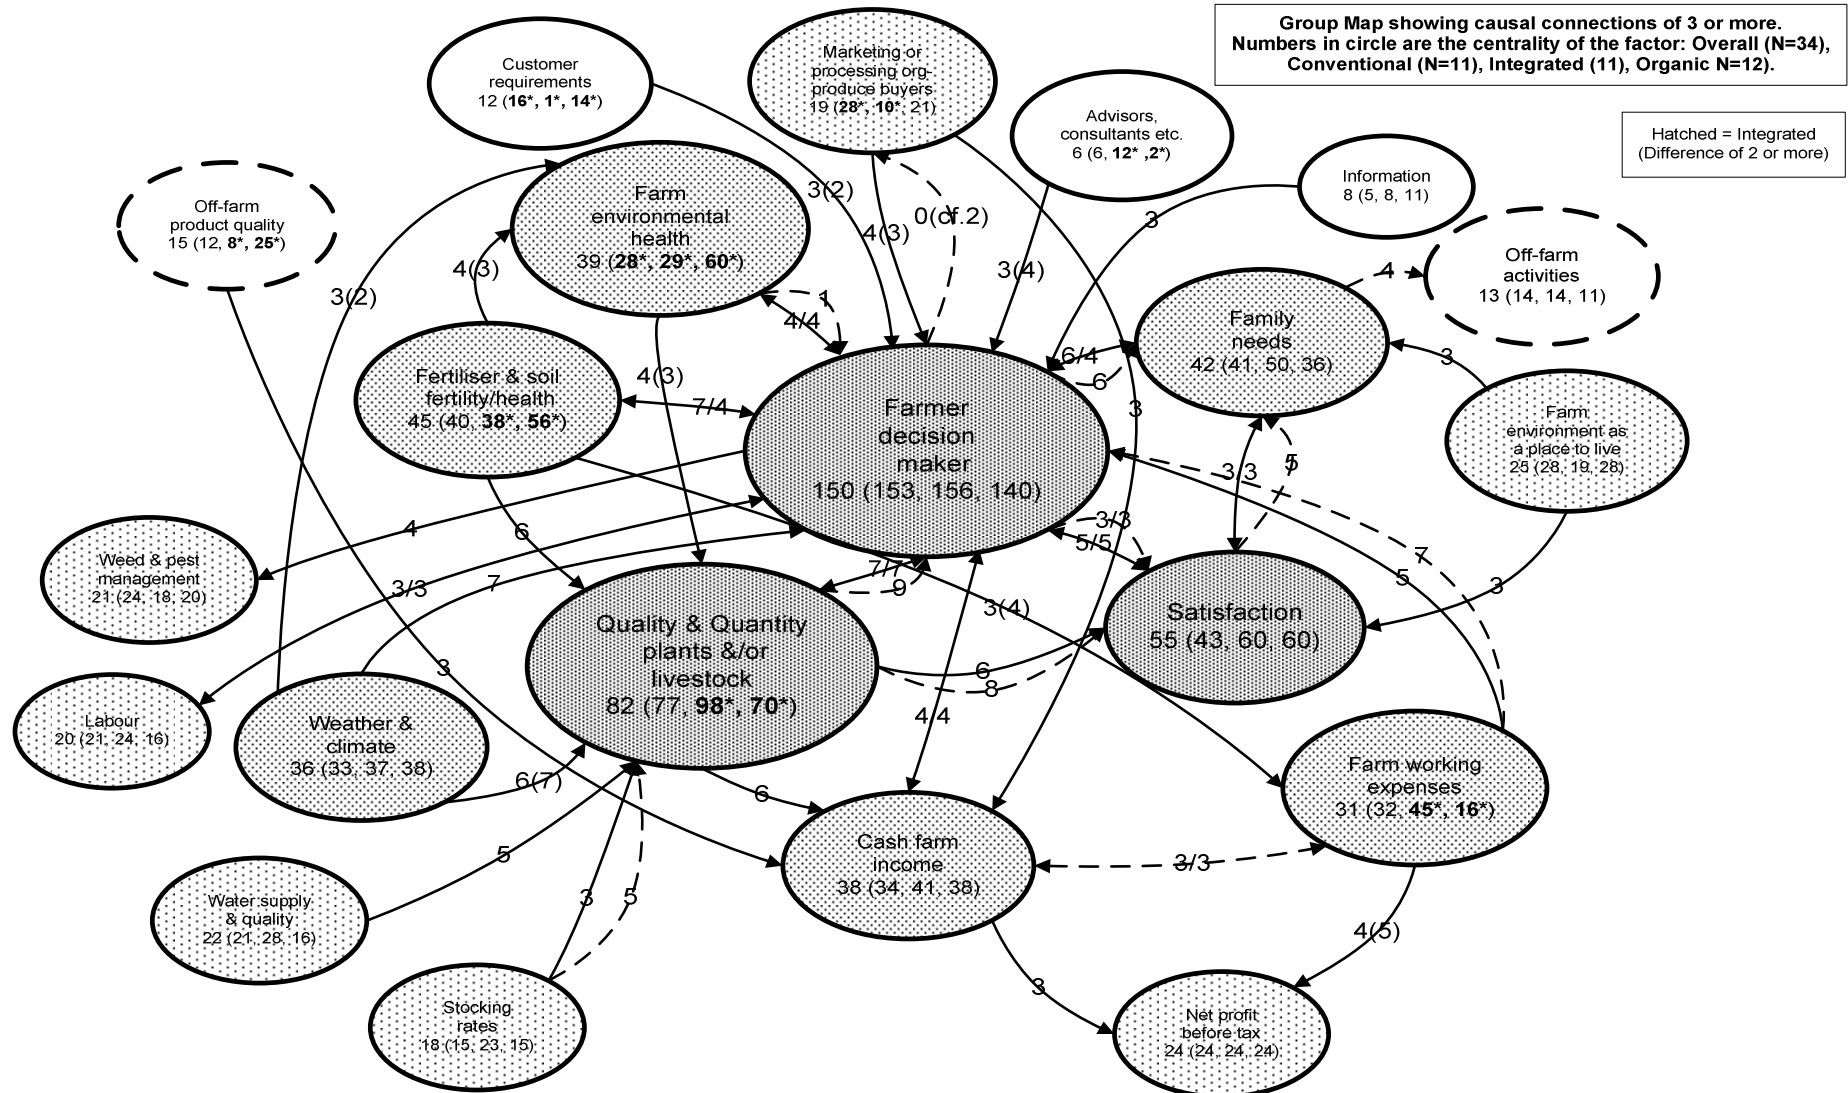 Group Map showing causal connections of 3 or more.
Numbers in circle are the centrality of the factor: Overall (N=34),
Conventional (N=11), Integrated (11), Organic N=12).
Hatched = Integrated
(Difference of 2 or more)
Customer
requirements
12 (16*, 1*, 14*)
Marketing or
processing org-
produce buyers
19 (28*, 10*, 21)
Advisors,
consultants etc.
6 (6, 12* ,2*)
Information
8 (5, 8, 11)
Off-farm
product quality
15 (12, 8*, 25*)
Farm
environmental
health
39 (28*, 29*, 60*)
Off-farm
activities
13 (14, 14, 11)
Family
needs
42 (41, 50, 36)
Fertiliser & soil
fertility/health
45 (40, 38*, 56*)
Farmer
decision
maker
150 (153, 156, 140)
Farm
environment as
a place to live
25 (28, 19, 28)
Weed & pest
management
21 (24, 18, 20)
Quality & Quantity
plants &/or
livestock
82 (77, 98*, 70*)
Satisfaction
55 (43, 60, 60)
Labour
20 (21, 24, 16)
Weather &
climate
36 (33, 37, 38)
Farm working
expenses
31 (32, 45*, 16*)
Cash farm
income
38 (34, 41, 38)
Water supply
& quality
22 (21, 28, 16)
Stocking
rates
18 (15, 23, 15)
Net profit
before tax
24 (24, 24, 24)
3(2)
4(3)
0(cf.2)
3(4)
3
4(3)
3(2)
1
4/4
4
6/4
6
3
4(3)
7/4
3
3/3
5
4
6
3/3
5/5
7
5
3
3/3
7
7/7
9
3(4)
3
6
8
4/4
6(7)
6
5
3
5
3/3
4(5)
3